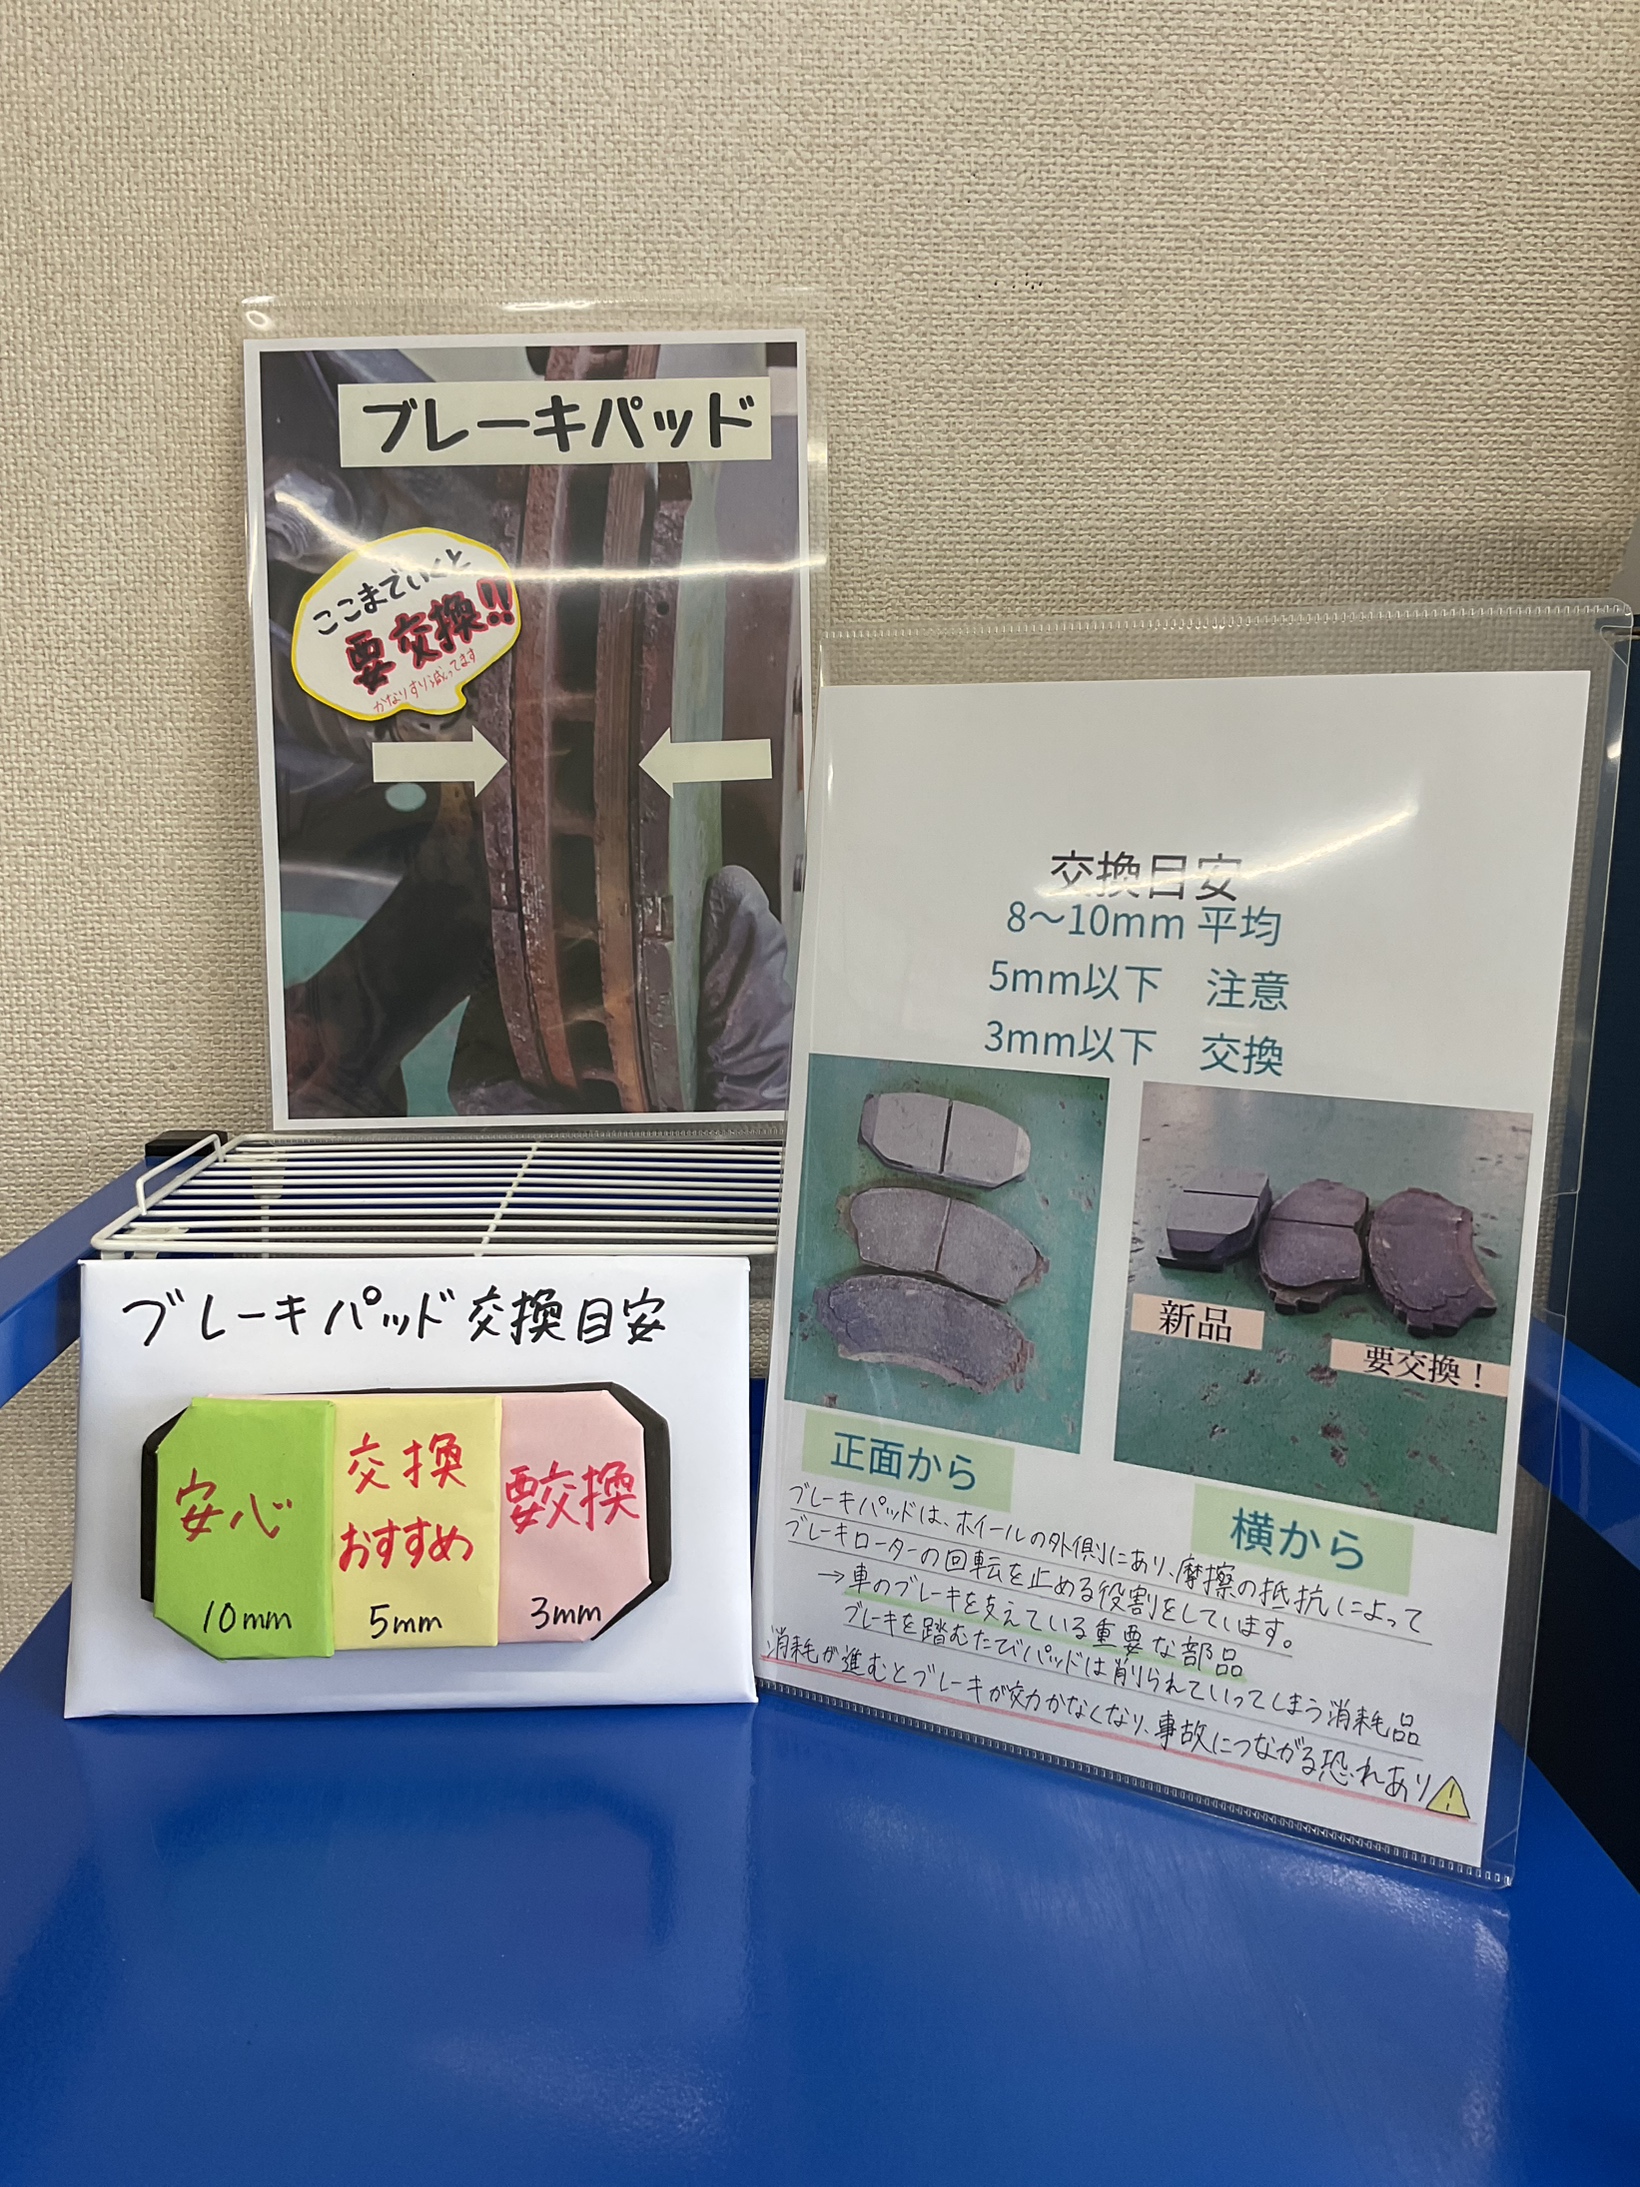 ブレーキパッド
ここまでいくと
要交換!!
かなりすり減ってます
交換目安
8～10mm 平均
5mm以下 注意
3mm以下 交換
新品
要交換！
正面から
横から
ブレーキパッドは、ホイールの外側にあり、摩擦の抵抗によって
ブレーキローターの回転を止める役割をしています。
→車のブレーキを支えている重要な部品
ブレーキを踏むたびパッドは削られていってしまう消耗品
消耗が進むとブレーキが効かなくなり、事故につながる恐れあり⚠
ブレーキパッド交換目安
安心
10mm
交換
おすすめ
5mm
要交換
3mm